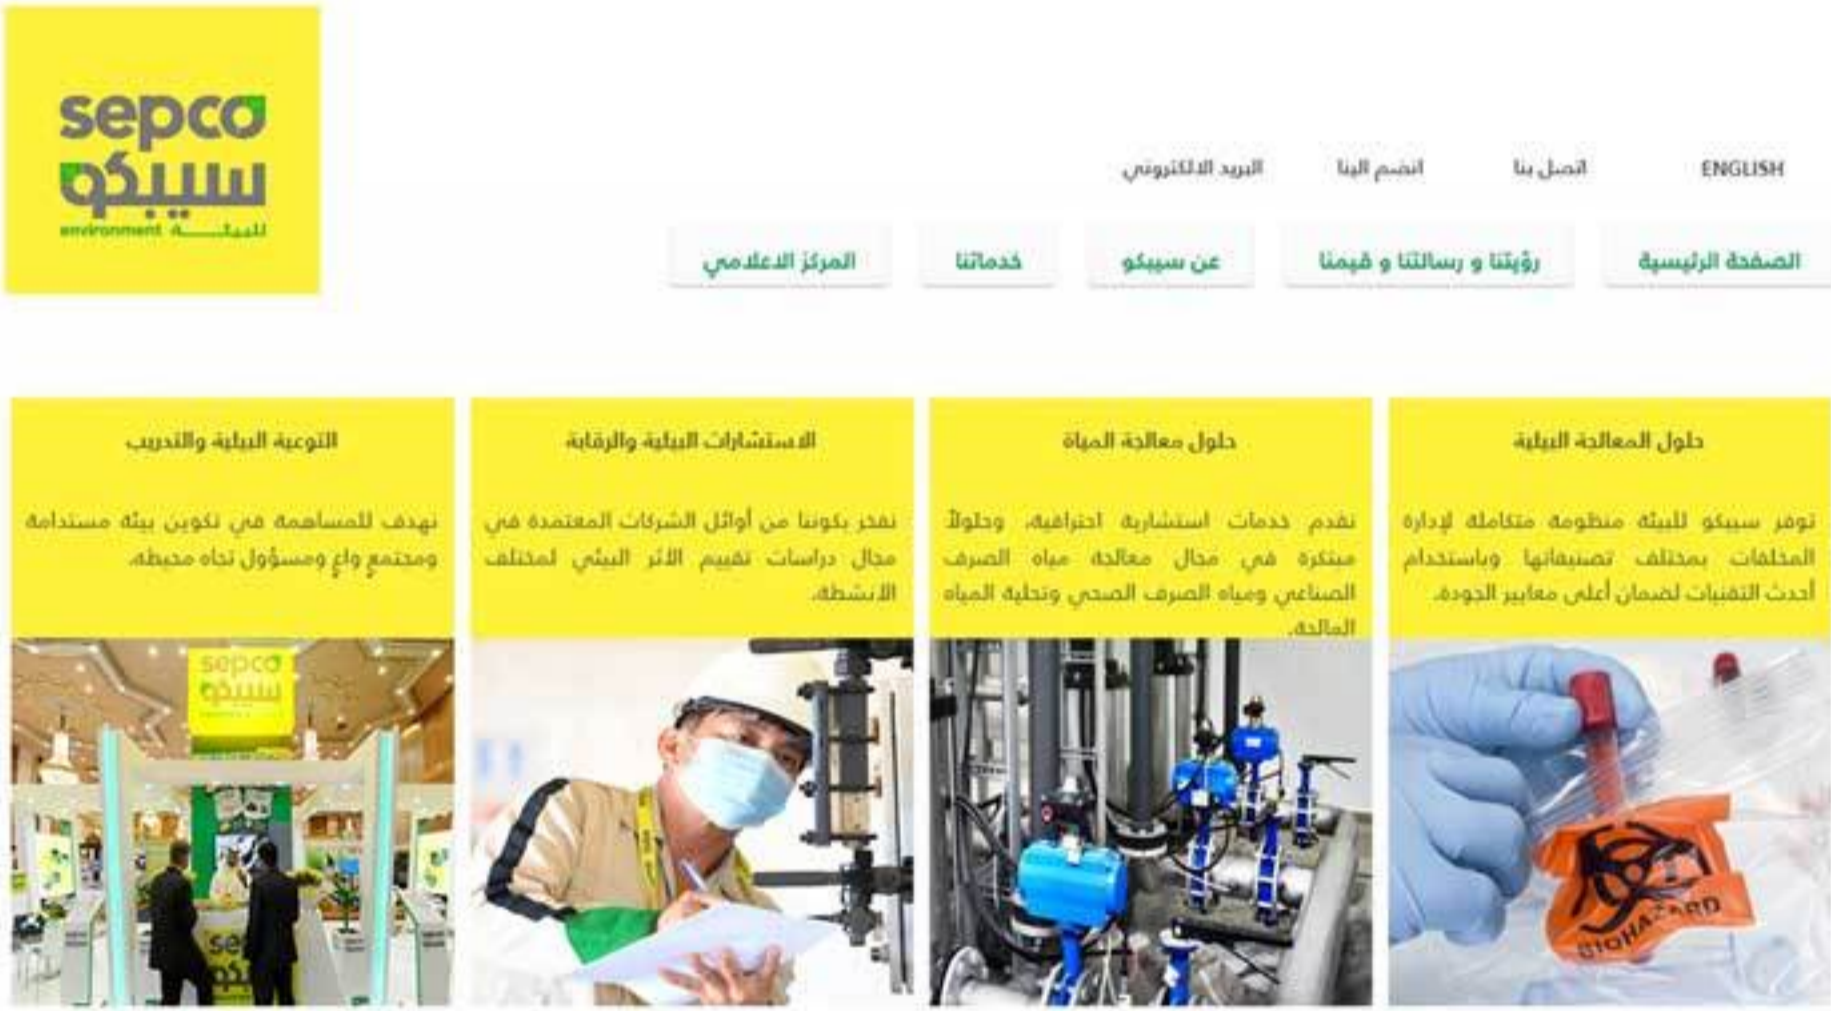 sepco
سيبكو
environment للبيئة
ENGLISH
اتصل بنا
انضم الينا
البريد الالكتروني
الصفحة الرئيسية
رؤيتنا و رسالتنا و قيمنا
عن سيبكو
خدماتنا
المركز الاعلامي
حلول المعالجة البيئية
توفر سيبكو للبيئة منظومة متكاملة لإدارة
المخلفات بمختلف تصنيفاتها وباستخدام
أحدث التقنيات لضمان أعلى معايير الجودة.
حلول معالجة المياة
نقدم خدمات استشارية احترافية، وحلولاً
مبتكرة في مجال معالجة مياه الصرف
الصناعي ومياه الصرف الصحي وتحلية المياه
المالحة.
الاستشارات البيئية والرقابة
نفخر بكوننا من أوائل الشركات المعتمدة في
مجال دراسات تقييم الأثر البيئي لمختلف
الأنشطة.
التوعية البيئية والتدريب
نهدف للمساهمة في تكوين بيئة مستدامة
ومجتمعٍ واعٍ ومسؤول تجاه محيطه.
BIOHAZARD
sepco
سيبكو